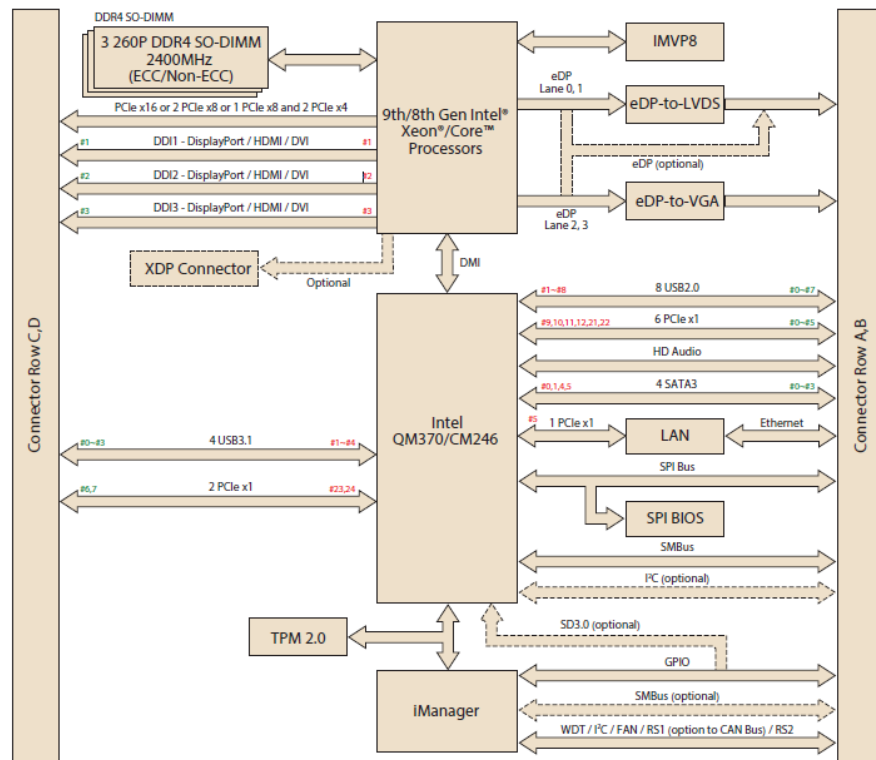 DDR4 SO-DIMM
3 260P DDR4 SO-DIMM
2400MHz
(ECC/Non-ECC)
PCIe x16 or 2 PCIe x8 or 1 PCIe x8 and 2 PCIe x4
#1 DDI1 - DisplayPort / HDMI / DVI #1
#2 DDI2 - DisplayPort / HDMI / DVI #2
#3 DDI3 - DisplayPort / HDMI / DVI #3
XDP Connector
Optional
9th/8th Gen Intel®
Xeon®/Core™
Processors
IMVP8
eDP
Lane 0, 1
eDP-to-LVDS
eDP (optional)
eDP-to-VGA
eDP
Lane 2, 3
DMI
Connector Row C,D
Connector Row A,B
#1~#8 8 USB2.0 #0~#7
#9,10,11,12,21,22 6 PCIe x1 #0~#5
HD Audio
#0,1,4,5 4 SATA3 #0~#3
#5 1 PCIe x1
LAN
Ethernet
Intel
QM370/CM246
#0~#3 4 USB3.1 #1~#4
#6,7 2 PCIe x1 #23,24
SPI Bus
SPI BIOS
SMBus
I²C (optional)
TPM 2.0
SD3.0 (optional)
GPIO
iManager
SMBus (optional)
WDT / I²C / FAN / RS1 (option to CAN Bus) / RS2